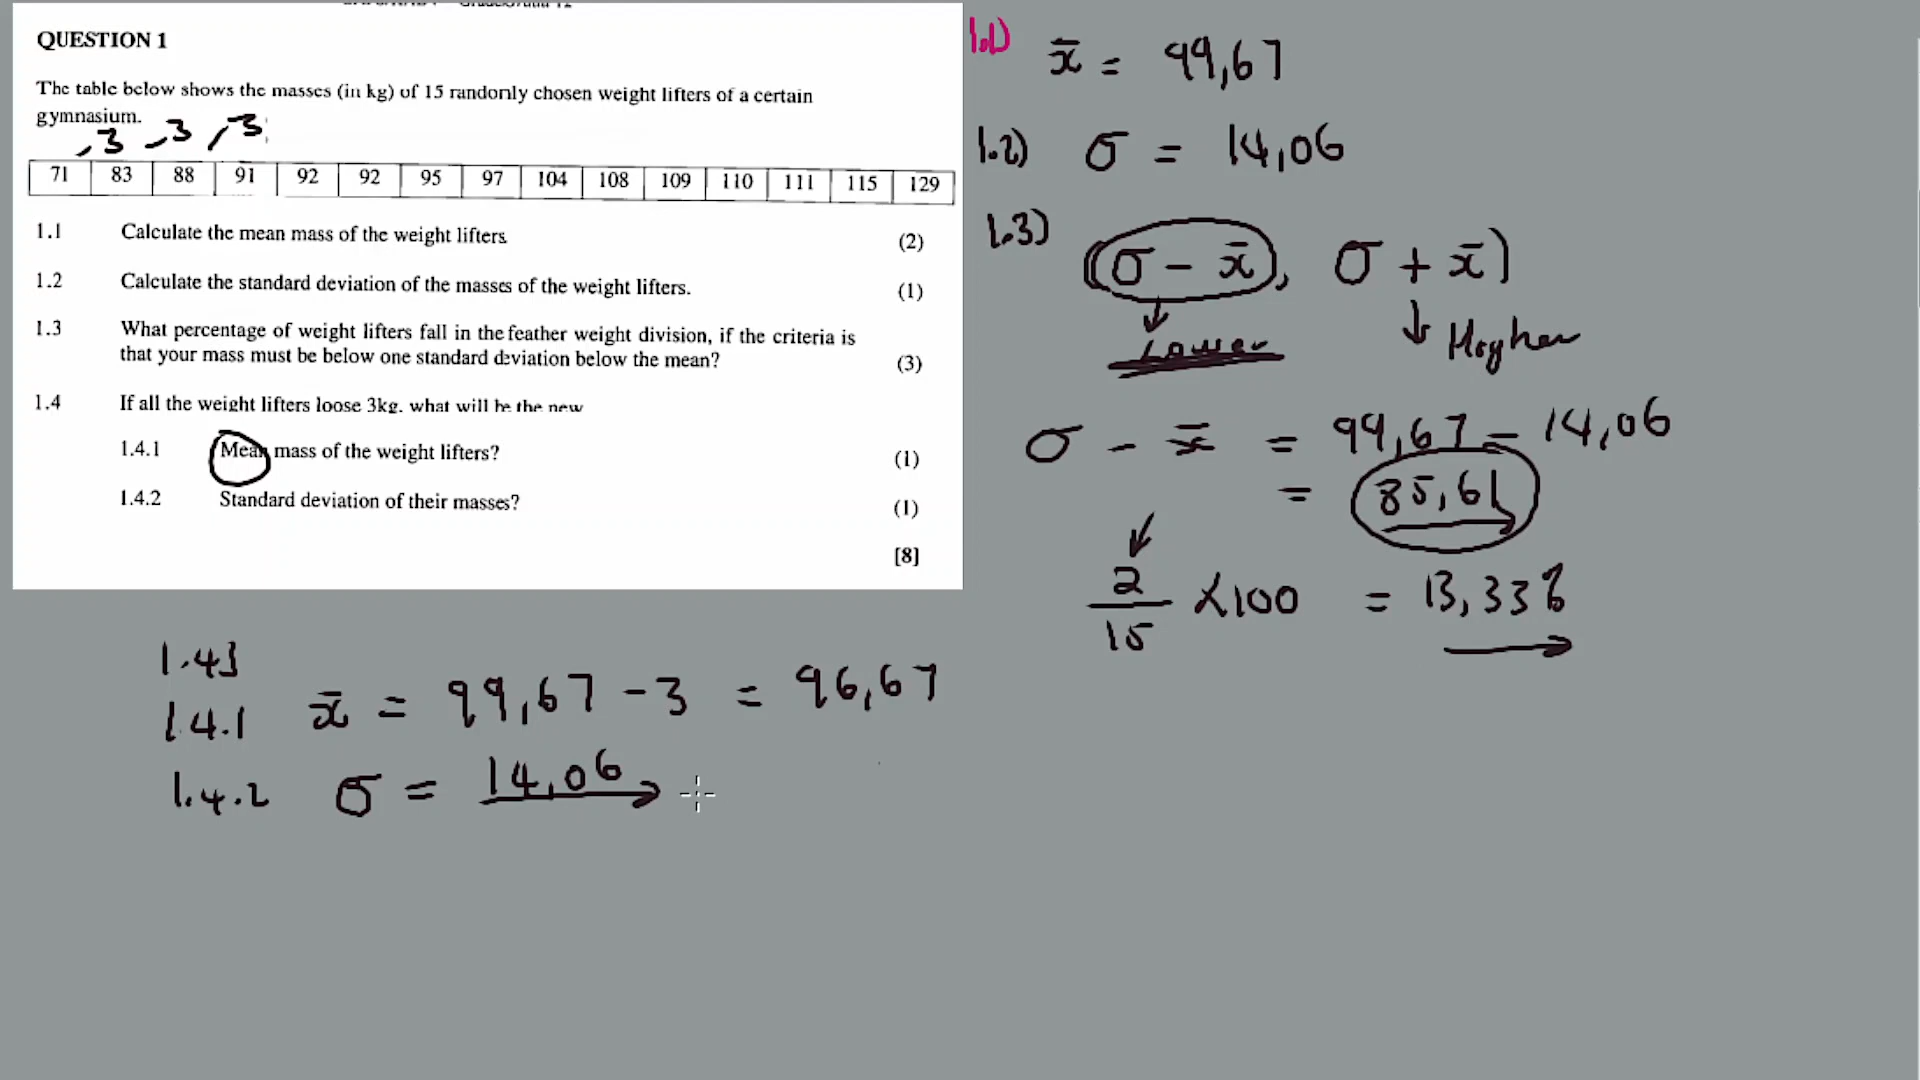 QUESTION 1
The table below shows the masses (in kg) of 15 randomly chosen weight lifters of a certain
gymnasium.
-3 -3 -3
71 83 88 91 92 92 95 97 104 108 109 110 111 115 129
1.1 Calculate the mean mass of the weight lifters (2)
1.2 Calculate the standard deviation of the masses of the weight lifters. (1)
1.3 What percentage of weight lifters fall in the feather weight division, if the criteria is
that your mass must be below one standard deviation below the mean? (3)
1.4 If all the weight lifters loose 3kg, what will be the new
1.4.1 Mean mass of the weight lifters? (1)
1.4.2 Standard deviation of their masses? (1)
[8]
1.4)
1.4.1 x̄ = 99,67 - 3 = 96,67
1.4.2 σ = 14,06
1.1) x̄ = 99,67
1.2) σ = 14,06
1.3) (σ - x̄), σ + x̄)
Lower
σ - x̄ = 99,67 - 14,06
= 85,61
2/15 ×100 = 13,33%